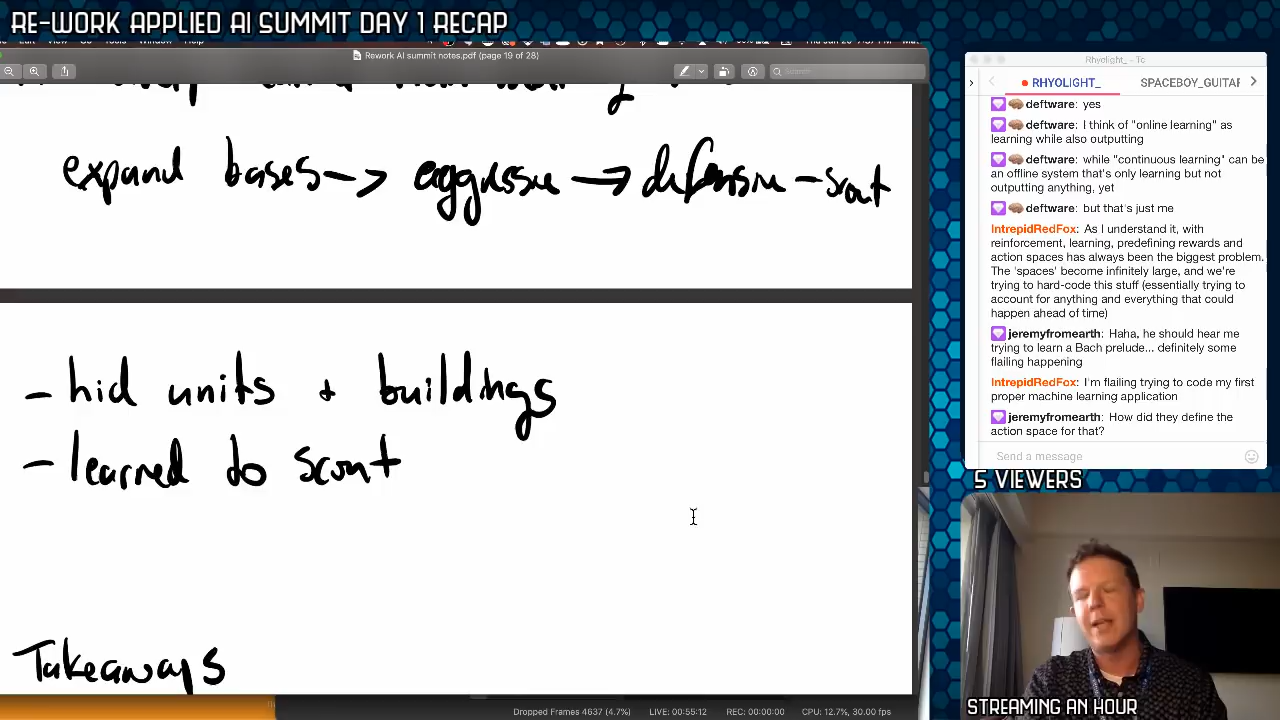 RE-WORK APPLIED AI SUMMIT DAY 1 RECAP
Rework AI summit notes.pdf (page 19 of 28)
Search
expand bases -> aggressive -> defensive - scout
- hid units + buildings
- learned to scout
Takeaways
Rhyolight_ - To
RHYOLIGHT_
SPACEBOY_GUITAR
deftware: yes
deftware: I think of "online learning" as
learning while also outputting
deftware: while "continuous learning" can be
an offline system that's only learning but not
outputting anything, yet
deftware: but that's just me
IntrepidRedFox: As I understand it, with
reinforcement, learning, predefining rewards and
action spaces has always been the biggest problem.
The 'spaces' become infinitely large, and we're
trying to hard-code this stuff (essentially trying to
account for anything and everything that could
happen ahead of time)
jeremyfromearth: Haha, he should hear me
trying to learn a Bach prelude... definitely some
flailing happening
IntrepidRedFox: I'm flailing trying to code my first
proper machine learning application
jeremyfromearth: How did they define the
action space for that?
Send a message
5 VIEWERS
STREAMING AN HOUR
Dropped Frames 4637 (4.7%) LIVE: 00:55:12 REC: 00:00:00 CPU: 12.7%, 30.00 fps